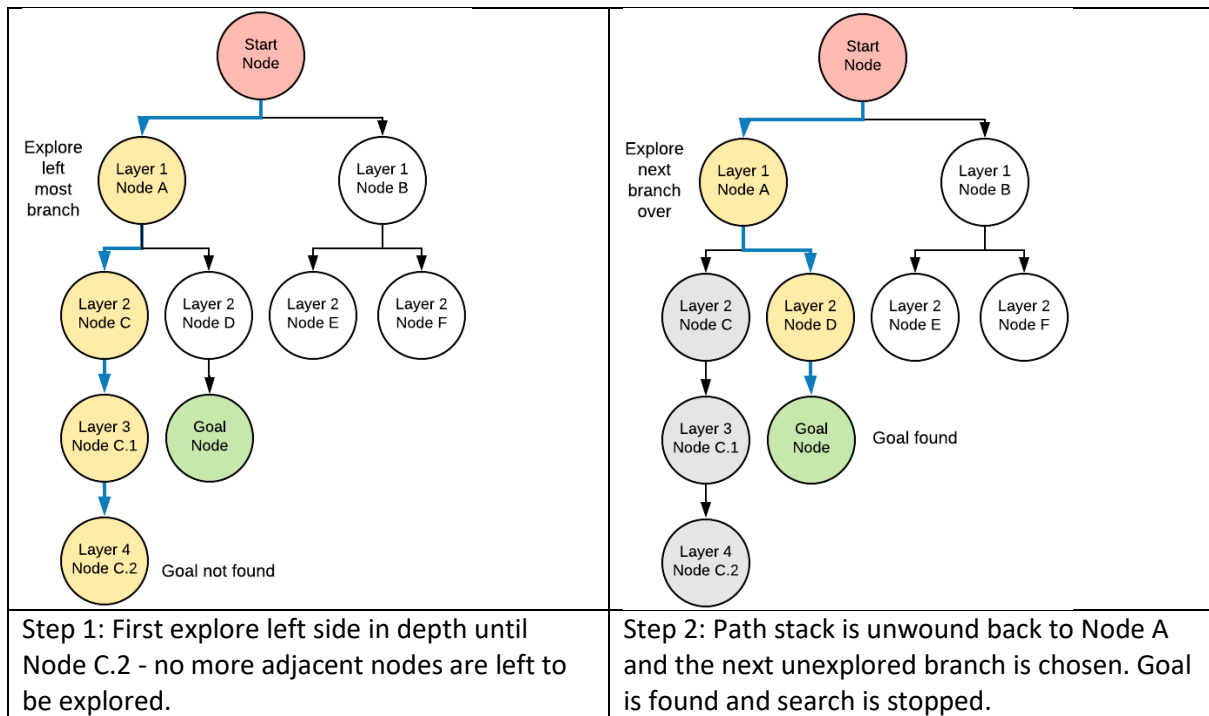 Start
Node
Explore
left
most
branch
Layer 1
Node A
Layer 1
Node B
Layer 2
Node C
Layer 2
Node D
Layer 2
Node E
Layer 2
Node F
Layer 3
Node C.1
Goal
Node
Layer 4
Node C.2
Goal not found
Step 1: First explore left side in depth until
Node C.2 - no more adjacent nodes are left to
be explored.
Start
Node
Explore
next
branch
over
Layer 1
Node A
Layer 1
Node B
Layer 2
Node C
Layer 2
Node D
Layer 2
Node E
Layer 2
Node F
Layer 3
Node C.1
Goal
Node
Goal found
Layer 4
Node C.2
Step 2: Path stack is unwound back to Node A
and the next unexplored branch is chosen. Goal
is found and search is stopped.